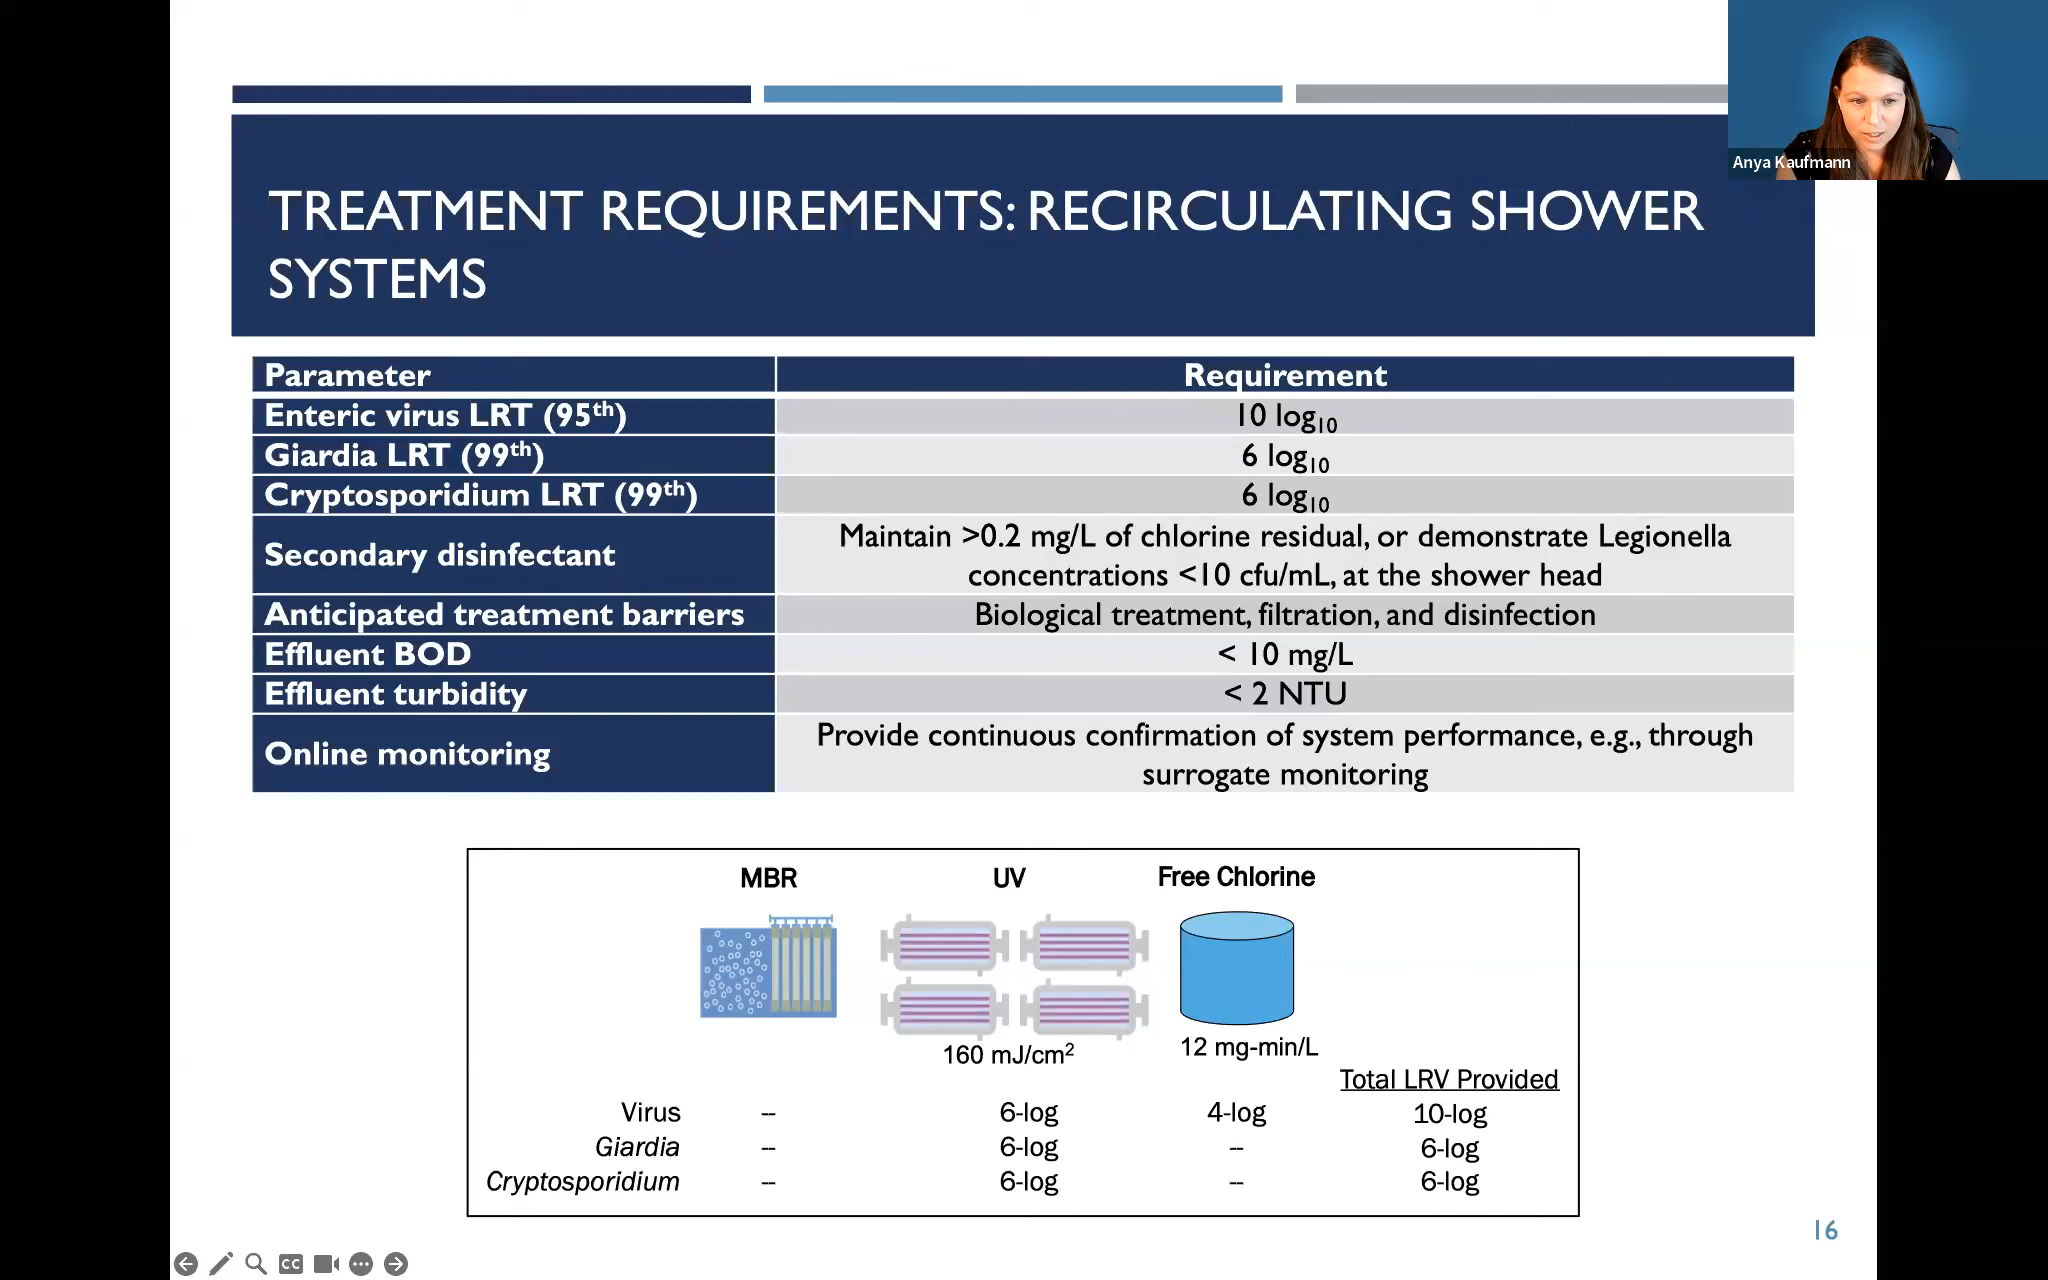 Anya Kaufmann
TREATMENT REQUIREMENTS: RECIRCULATING SHOWER
SYSTEMS
Parameter Requirement
Enteric virus LRT (95th) 10 log10
Giardia LRT (99th) 6 log10
Cryptosporidium LRT (99th) 6 log10
Secondary disinfectant Maintain >0.2 mg/L of chlorine residual, or demonstrate Legionella
concentrations <10 cfu/mL, at the shower head
Anticipated treatment barriers Biological treatment, filtration, and disinfection
Effluent BOD < 10 mg/L
Effluent turbidity < 2 NTU
Online monitoring Provide continuous confirmation of system performance, e.g., through
surrogate monitoring
MBR UV Free Chlorine
160 mJ/cm2 12 mg-min/L
Total LRV Provided
Virus -- 6-log 4-log 10-log
Giardia -- 6-log -- 6-log
Cryptosporidium -- 6-log -- 6-log
16
CC